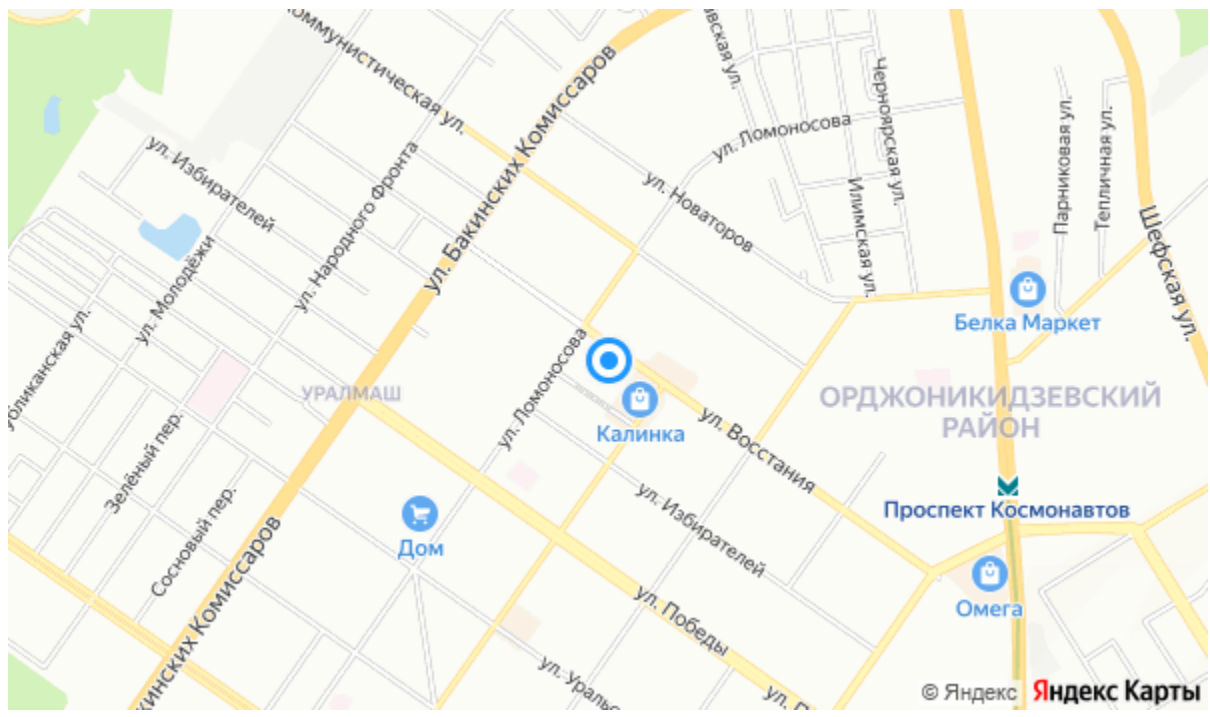 Коммунистическая ул.
ул. Бакинских Комиссаров
ул. Ломоносова
Черноярская ул.
Парниковая ул.
Тепличная ул.
ул. Избирателей
ул. Народного Фронта
ул. Новаторов
Илимская ул.
Шефская ул.
ул. Молодёжи
Белка Маркет
УРАЛМАШ
ул. Ломоносова
Калинка
ОРДЖОНИКИДЗЕВСКИЙ
РАЙОН
ул. Восстания
Зелёный пер.
Сосновый пер.
Дом
ул. Избирателей
Проспект Космонавтов
Омега
ул. Победы
© Яндекс Яндекс Карты